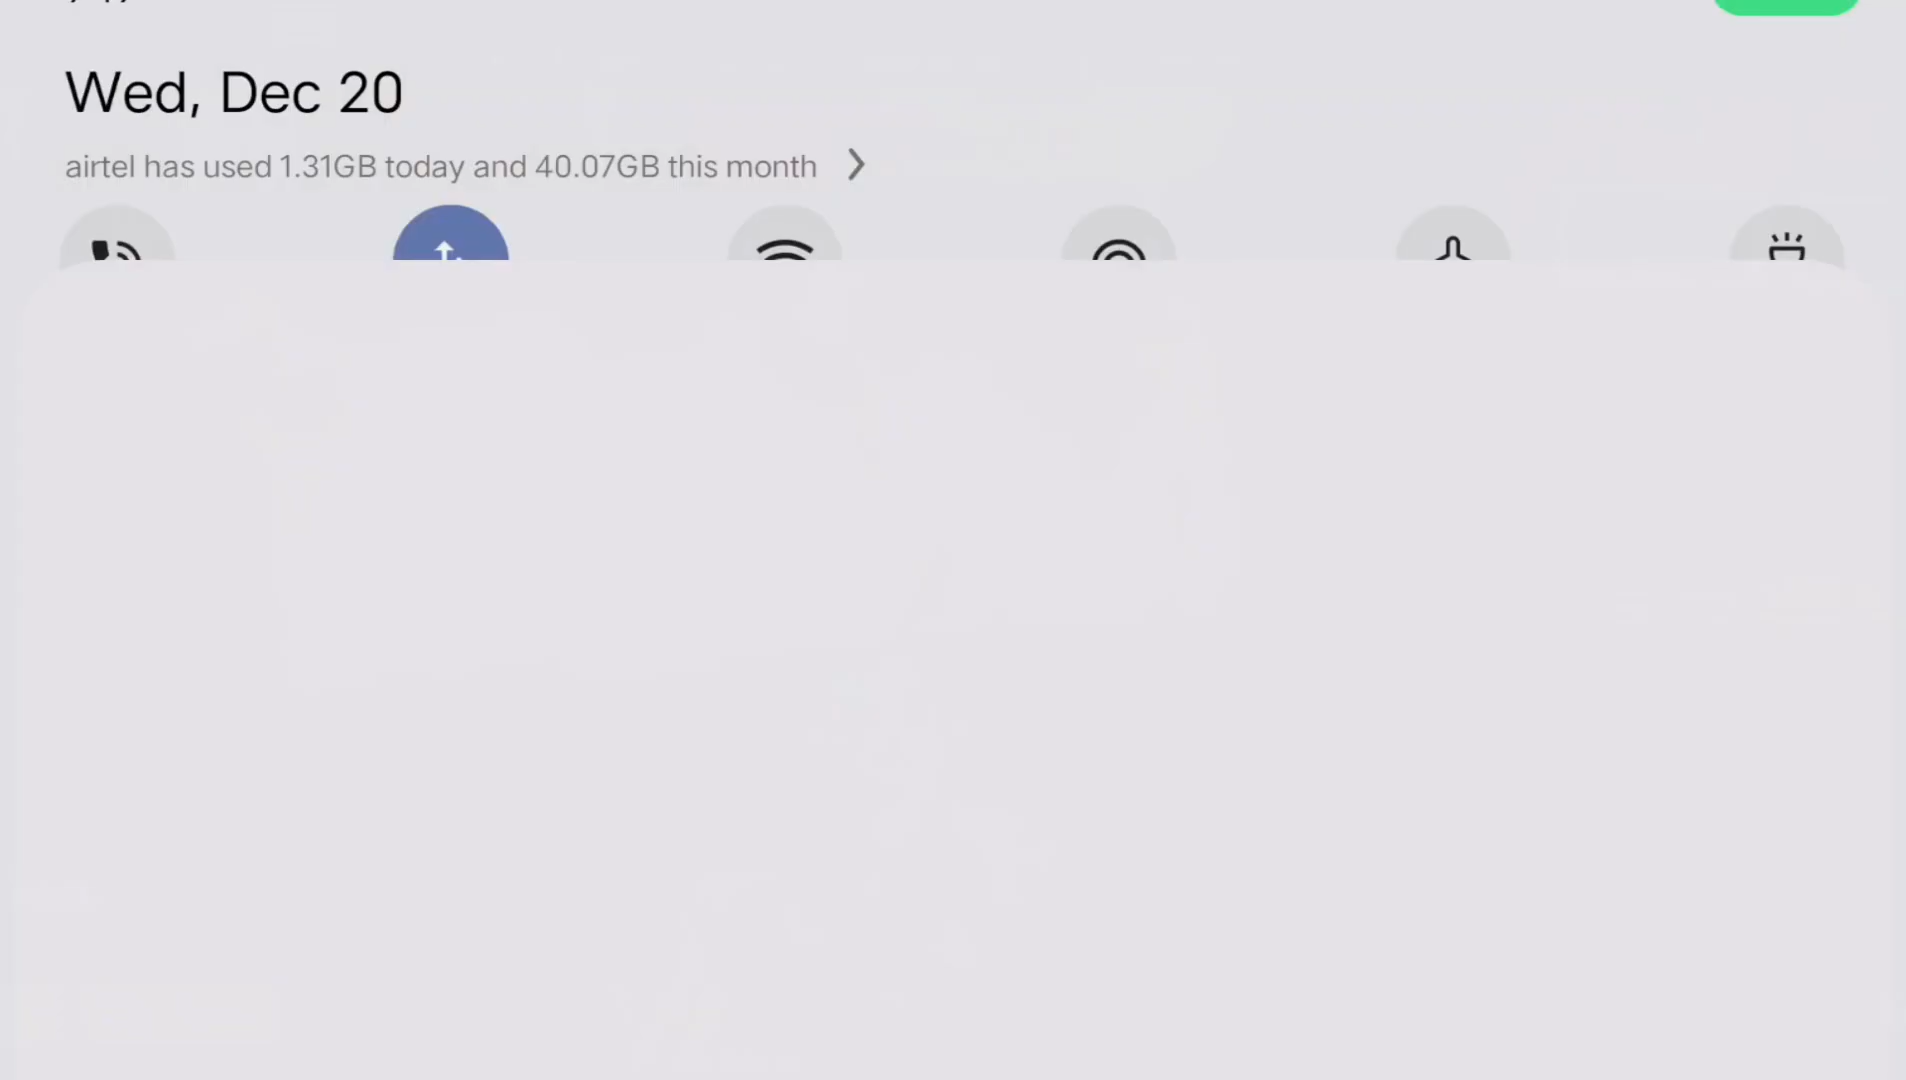 Wed, Dec 20
airtel has used 1.31GB today and 40.07GB this month